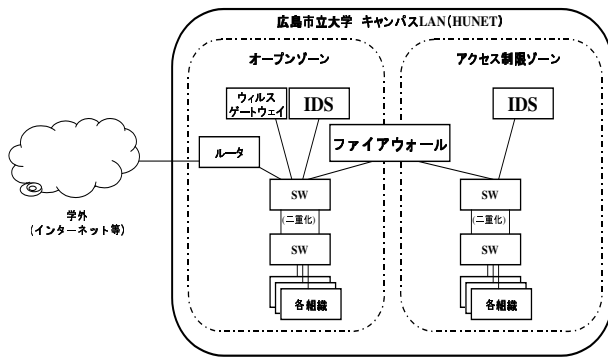 広島市立大学 キャンパスLAN(HUNET)
オープンゾーン
アクセス制限ゾーン
ウィルス
ゲートウェイ
IDS
IDS
ファイアウォール
ルータ
SW
SW
(二重化)
(二重化)
SW
SW
各組織
各組織
学外
(インターネット等)